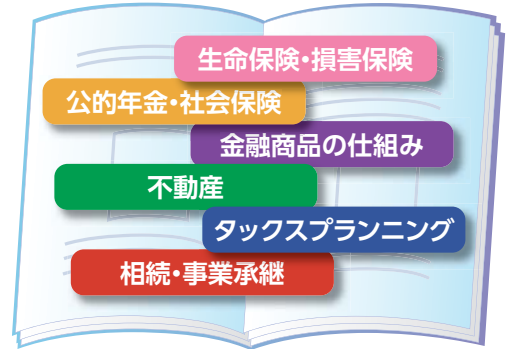 生命保険・損害保険
公的年金・社会保険
金融商品の仕組み
不動産
タックスプランニング
相続・事業承継